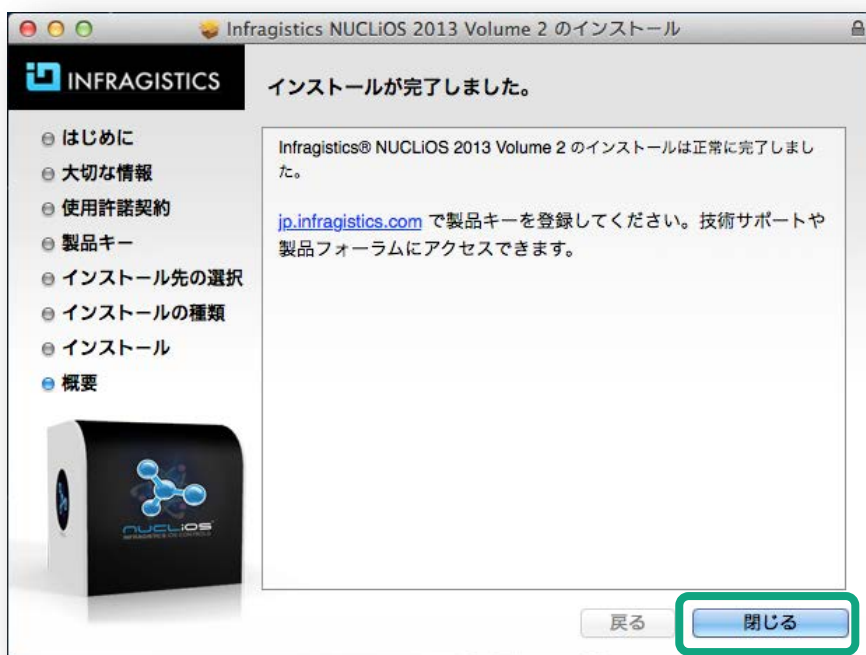 Infragistics NUCLiOS 2013 Volume 2 のインストール
INFRAGISTICS
インストールが完了しました。
はじめに
大切な情報
使用許諾契約
製品キー
インストール先の選択
インストールの種類
インストール
概要
Infragistics® NUCLiOS 2013 Volume 2 のインストールは正常に完了しまし
た。
jp.infragistics.com で製品キーを登録してください。技術サポートや
製品フォーラムにアクセスできます。
NUCLiOS
INFRAGISTICS iOS CONTROLS
戻る
閉じる